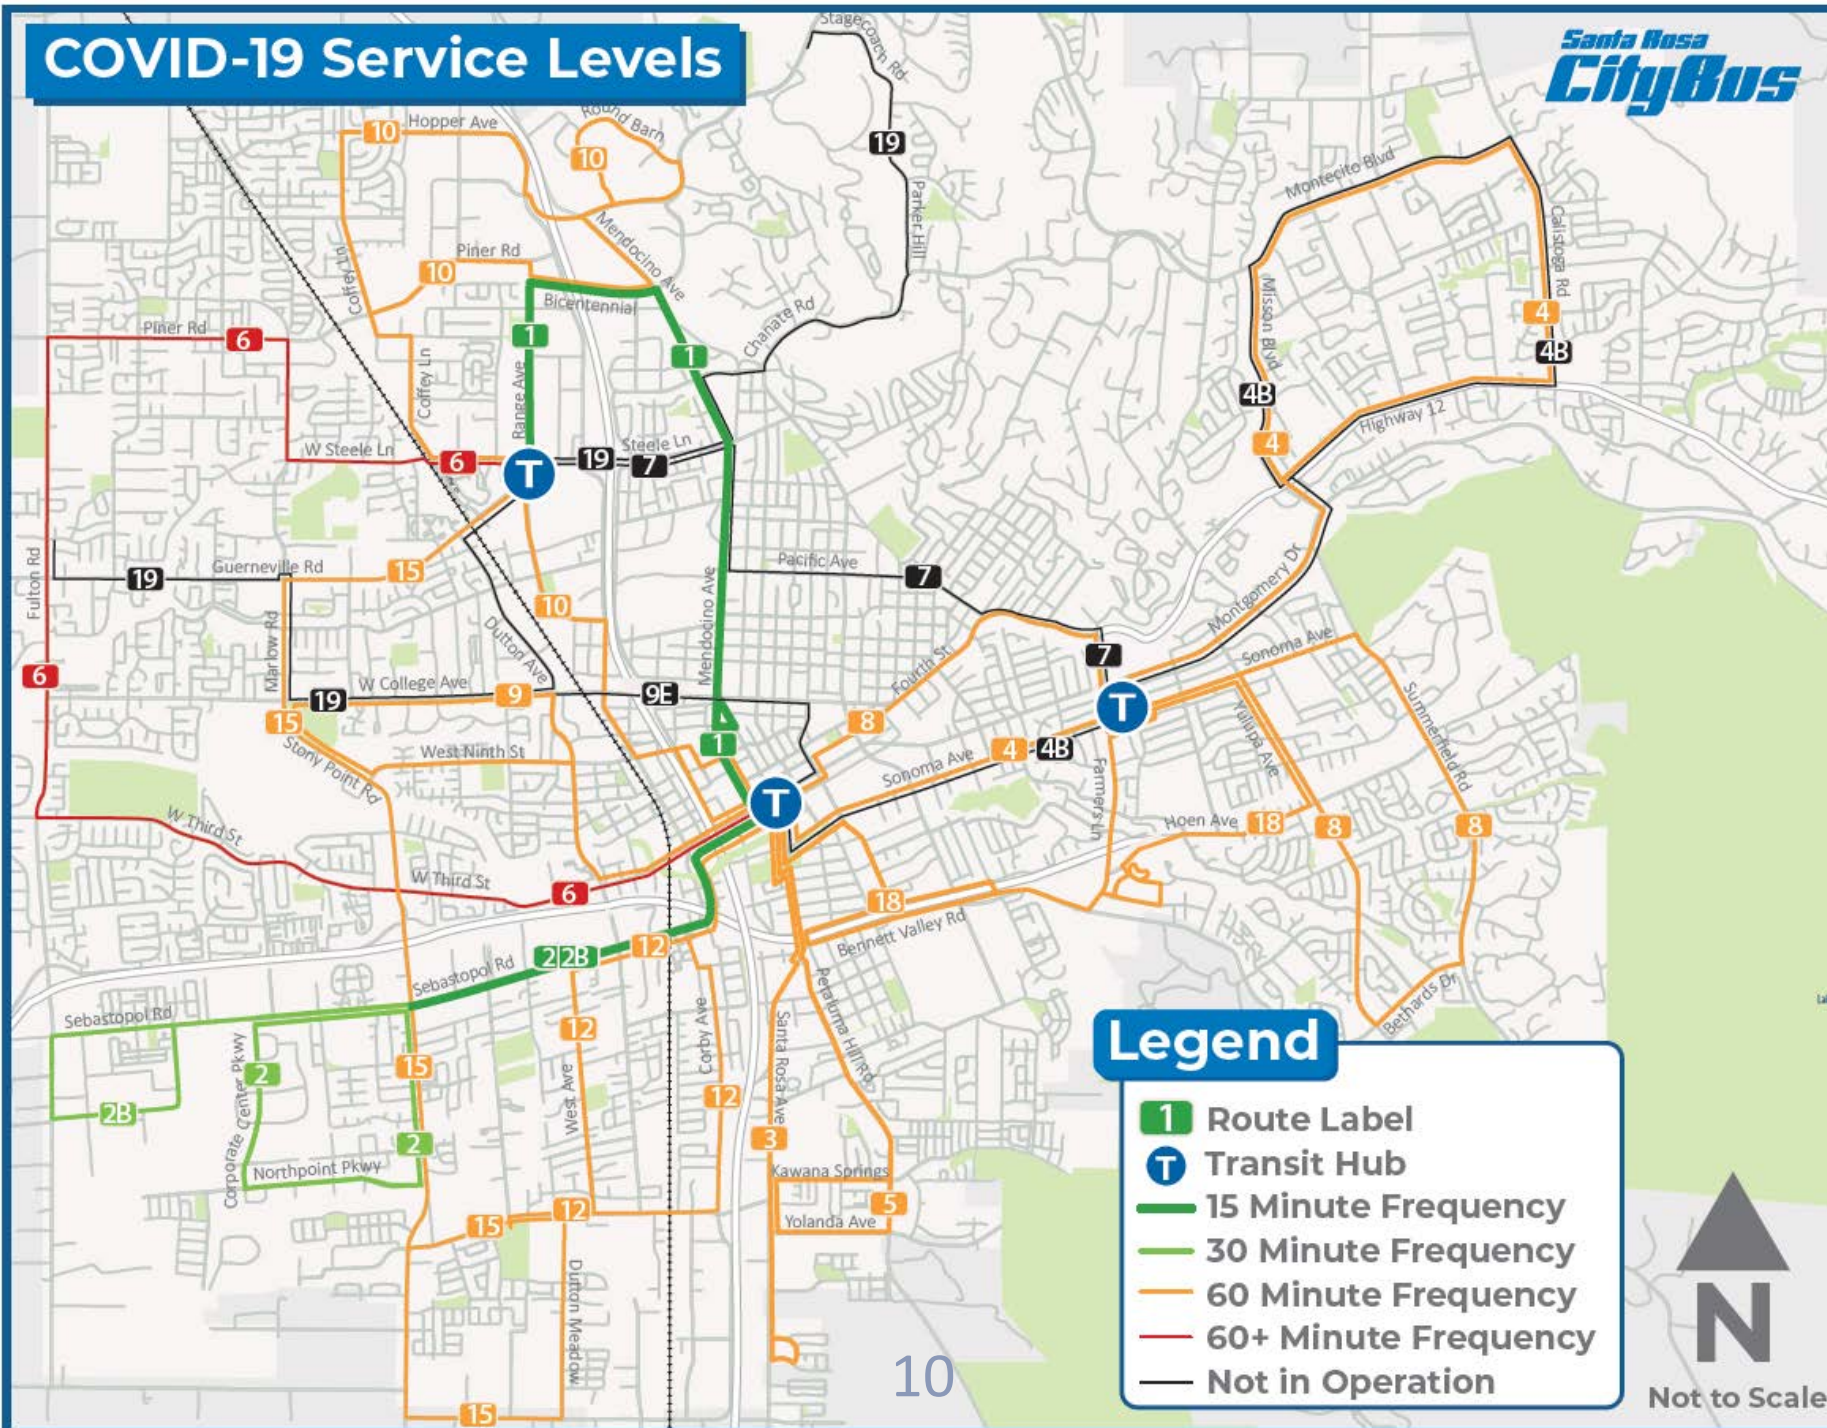 COVID-19 Service Levels
Santa Rosa
CityBus
Stagecoach Rd
10
Hopper Ave
Round Barn
10
19
Parker Hill
Montecito Blvd
Calistoga Rd
Mendocino Ave
Coffey Ln
Piner Rd
10
Bicentennial
Misson Blvd
4
4B
Piner Rd
6
1
1
Chanate Rd
Coffey Ln
Range Ave
4B
4
Highway 12
W Steele Ln
6
T
19
Steele Ln
7
Fulton Rd
19
Guerneville Rd
15
10
Pacific Ave
7
Mendocino Ave
Montgomery Dr
Marlow Rd
Dutton Ave
Fourth St
7
Sonoma Ave
6
19
W College Ave
9
9E
T
Summerfield Rd
Yulupa Ave
15
Stony Point Rd
West Ninth St
1
8
Sonoma Ave
4
4B
Farmers Ln
T
W Third St
Hoen Ave
18
8
8
W Third St
6
18
Bennett Valley Rd
Sebastopol Rd
2
2B
12
Petaluma Hill Rd
Bethards Dr
Sebastopol Rd
Corporate Center Pkwy
2
15
12
West Ave
Corby Ave
12
Santa Rosa Ave
2B
2
3
Northpoint Pkwy
Kawana Springs
5
Yolanda Ave
15
12
Dutton Meadow
15
10
Legend
1 Route Label
T Transit Hub
15 Minute Frequency
30 Minute Frequency
60 Minute Frequency
60+ Minute Frequency
Not in Operation
N
Not to Scale